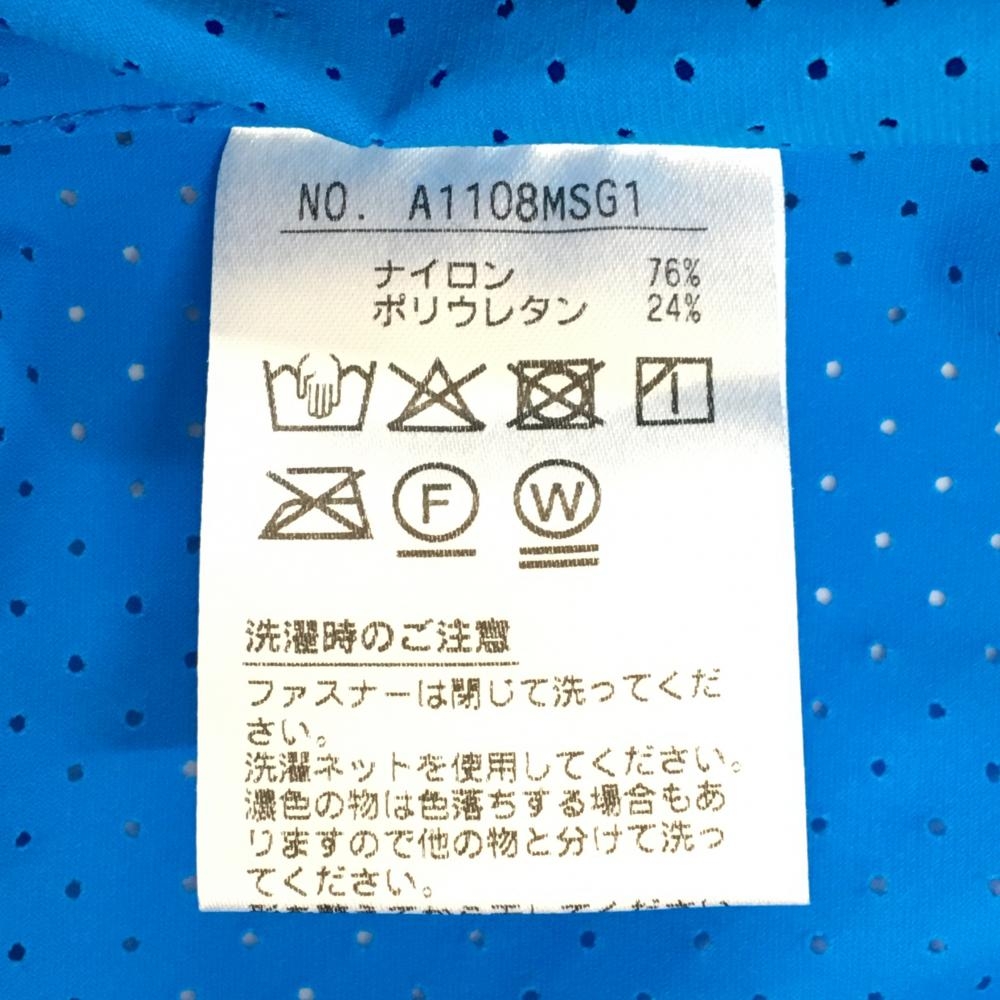 NO. A1108MSG1
ナイロン 76%
ポリウレタン 24%
F W
洗濯時のご注意
ファスナーは閉じて洗ってくだ
さい。
洗濯ネットを使用してください。
濃色の物は色落ちする場合もあ
りますので他の物と分けて洗っ
てください。